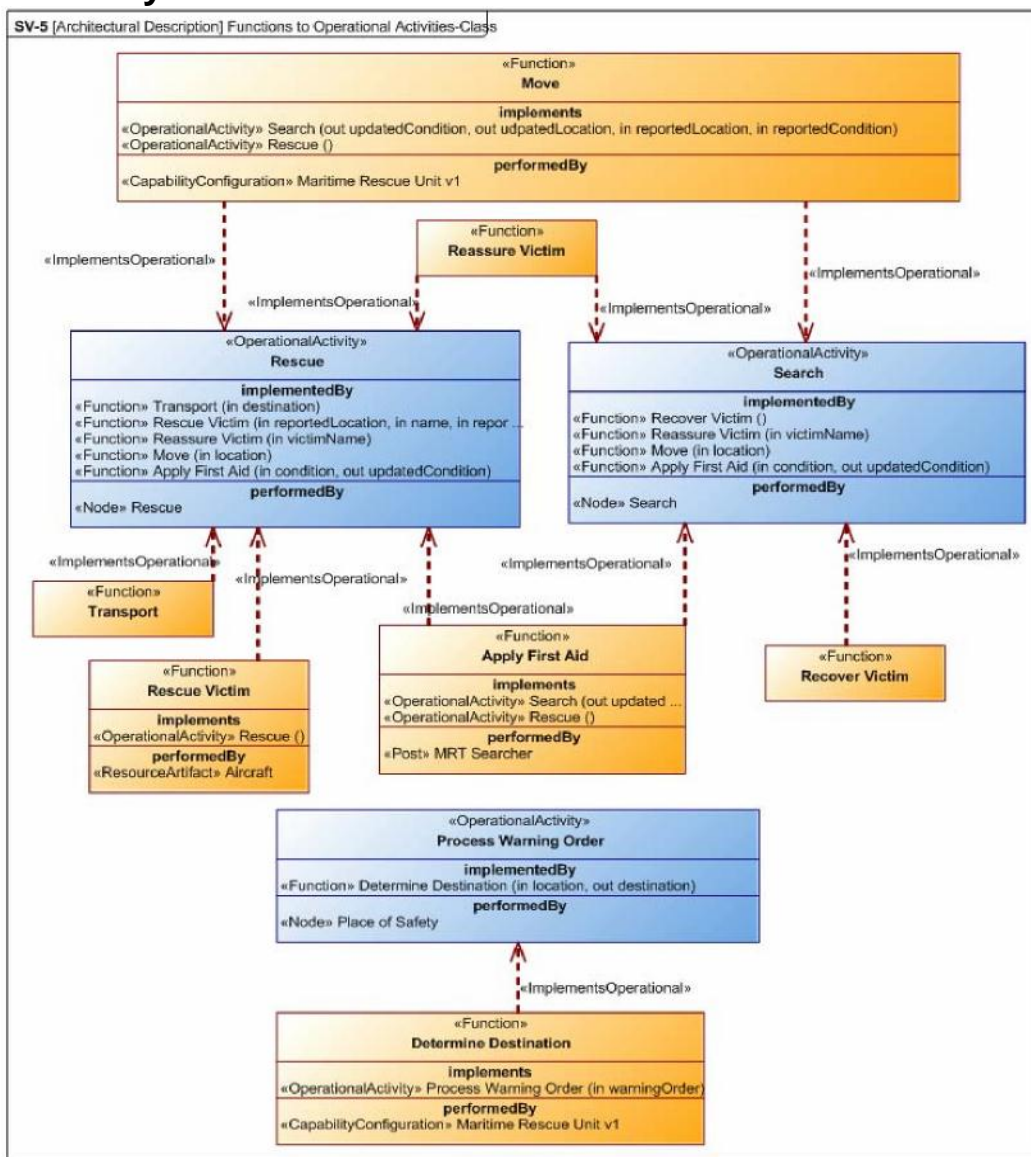 SV-5 [Architectural Description] Functions to Operational Activities-Class
«Function»
Move
implements
«OperationalActivity» Search (out updatedCondition, out udpatedLocation, in reportedLocation, in reportedCondition)
«OperationalActivity» Rescue ()
performedBy
«CapabilityConfiguration» Maritime Rescue Unit v1
«Function»
Reassure Victim
«ImplementsOperational»
«ImplementsOperational»
«ImplementsOperational»
«ImplementsOperational»
«OperationalActivity»
Rescue
implementedBy
«Function» Transport (in destination)
«Function» Rescue Victim (in reportedLocation, in name, in repor ...
«Function» Reassure Victim (in victimName)
«Function» Move (in location)
«Function» Apply First Aid (in condition, out updatedCondition)
performedBy
«Node» Rescue
«OperationalActivity»
Search
implementedBy
«Function» Recover Victim ()
«Function» Reassure Victim (in victimName)
«Function» Move (in location)
«Function» Apply First Aid (in condition, out updatedCondition)
performedBy
«Node» Search
«ImplementsOperational»
«ImplementsOperational»
«ImplementsOperational»
«ImplementsOperational»
«ImplementsOperational»
«Function»
Transport
«Function»
Rescue Victim
implements
«OperationalActivity» Rescue ()
performedBy
«ResourceArtifact» Aircraft
«Function»
Apply First Aid
implements
«OperationalActivity» Search (out updated ...
«OperationalActivity» Rescue ()
performedBy
«Post» MRT Searcher
«Function»
Recover Victim
«OperationalActivity»
Process Warning Order
implementedBy
«Function» Determine Destination (in location, out destination)
performedBy
«Node» Place of Safety
«ImplementsOperational»
«Function»
Determine Destination
implements
«OperationalActivity» Process Warning Order (in warningOrder)
performedBy
«CapabilityConfiguration» Maritime Rescue Unit v1